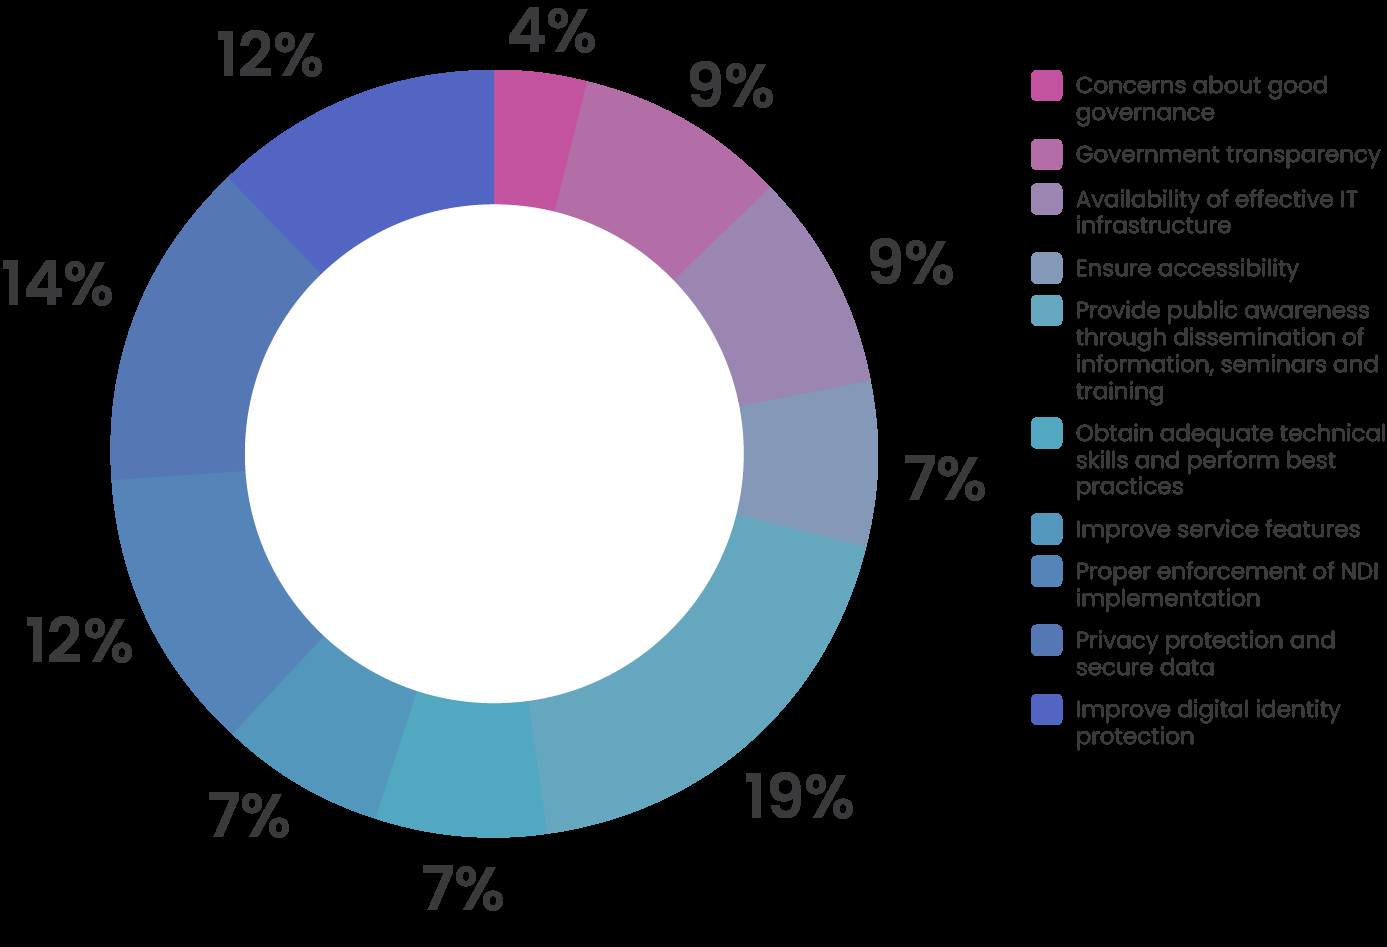 4%
12%
9%
9%
14%
7%
12%
19%
7%
7%
Concerns about good
governance
Government transparency
Availability of effective IT
infrastructure
Ensure accessibility
Provide public awareness
through dissemination of
information, seminars and
training
Obtain adequate technical
skills and perform best
practices
Improve service features
Proper enforcement of NDI
implementation
Privacy protection and
secure data
Improve digital identity
protection